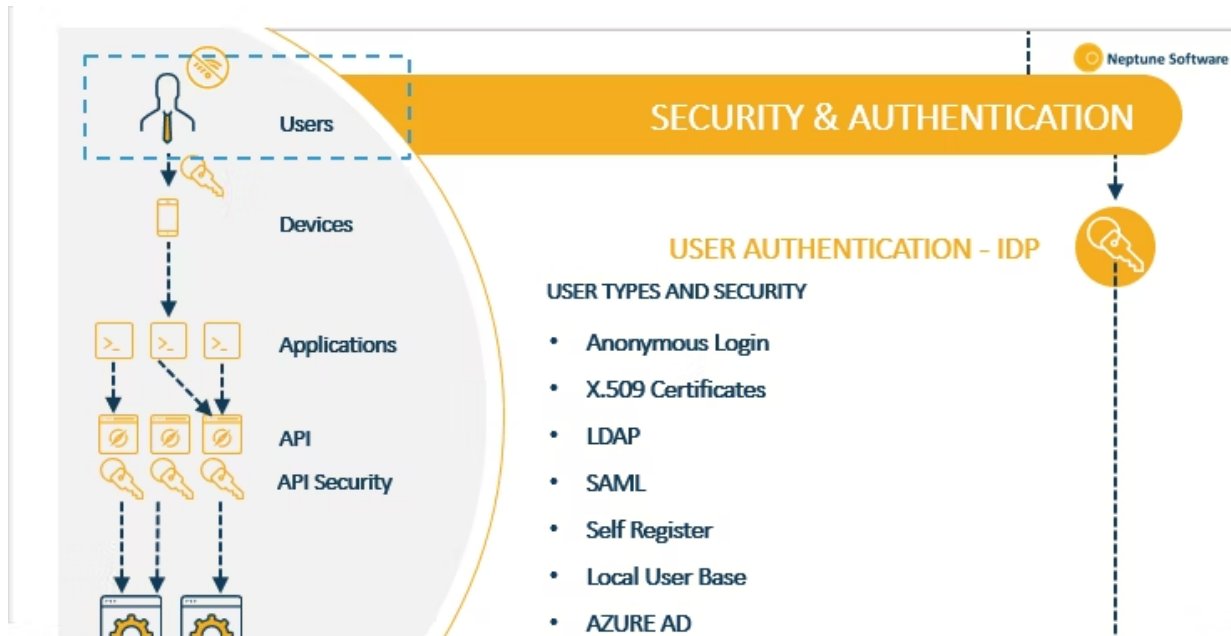 Neptune Software
SECURITY & AUTHENTICATION
Users
Devices
Applications
API
API Security
USER AUTHENTICATION - IDP
USER TYPES AND SECURITY
• Anonymous Login
• X.509 Certificates
• LDAP
• SAML
• Self Register
• Local User Base
• AZURE AD